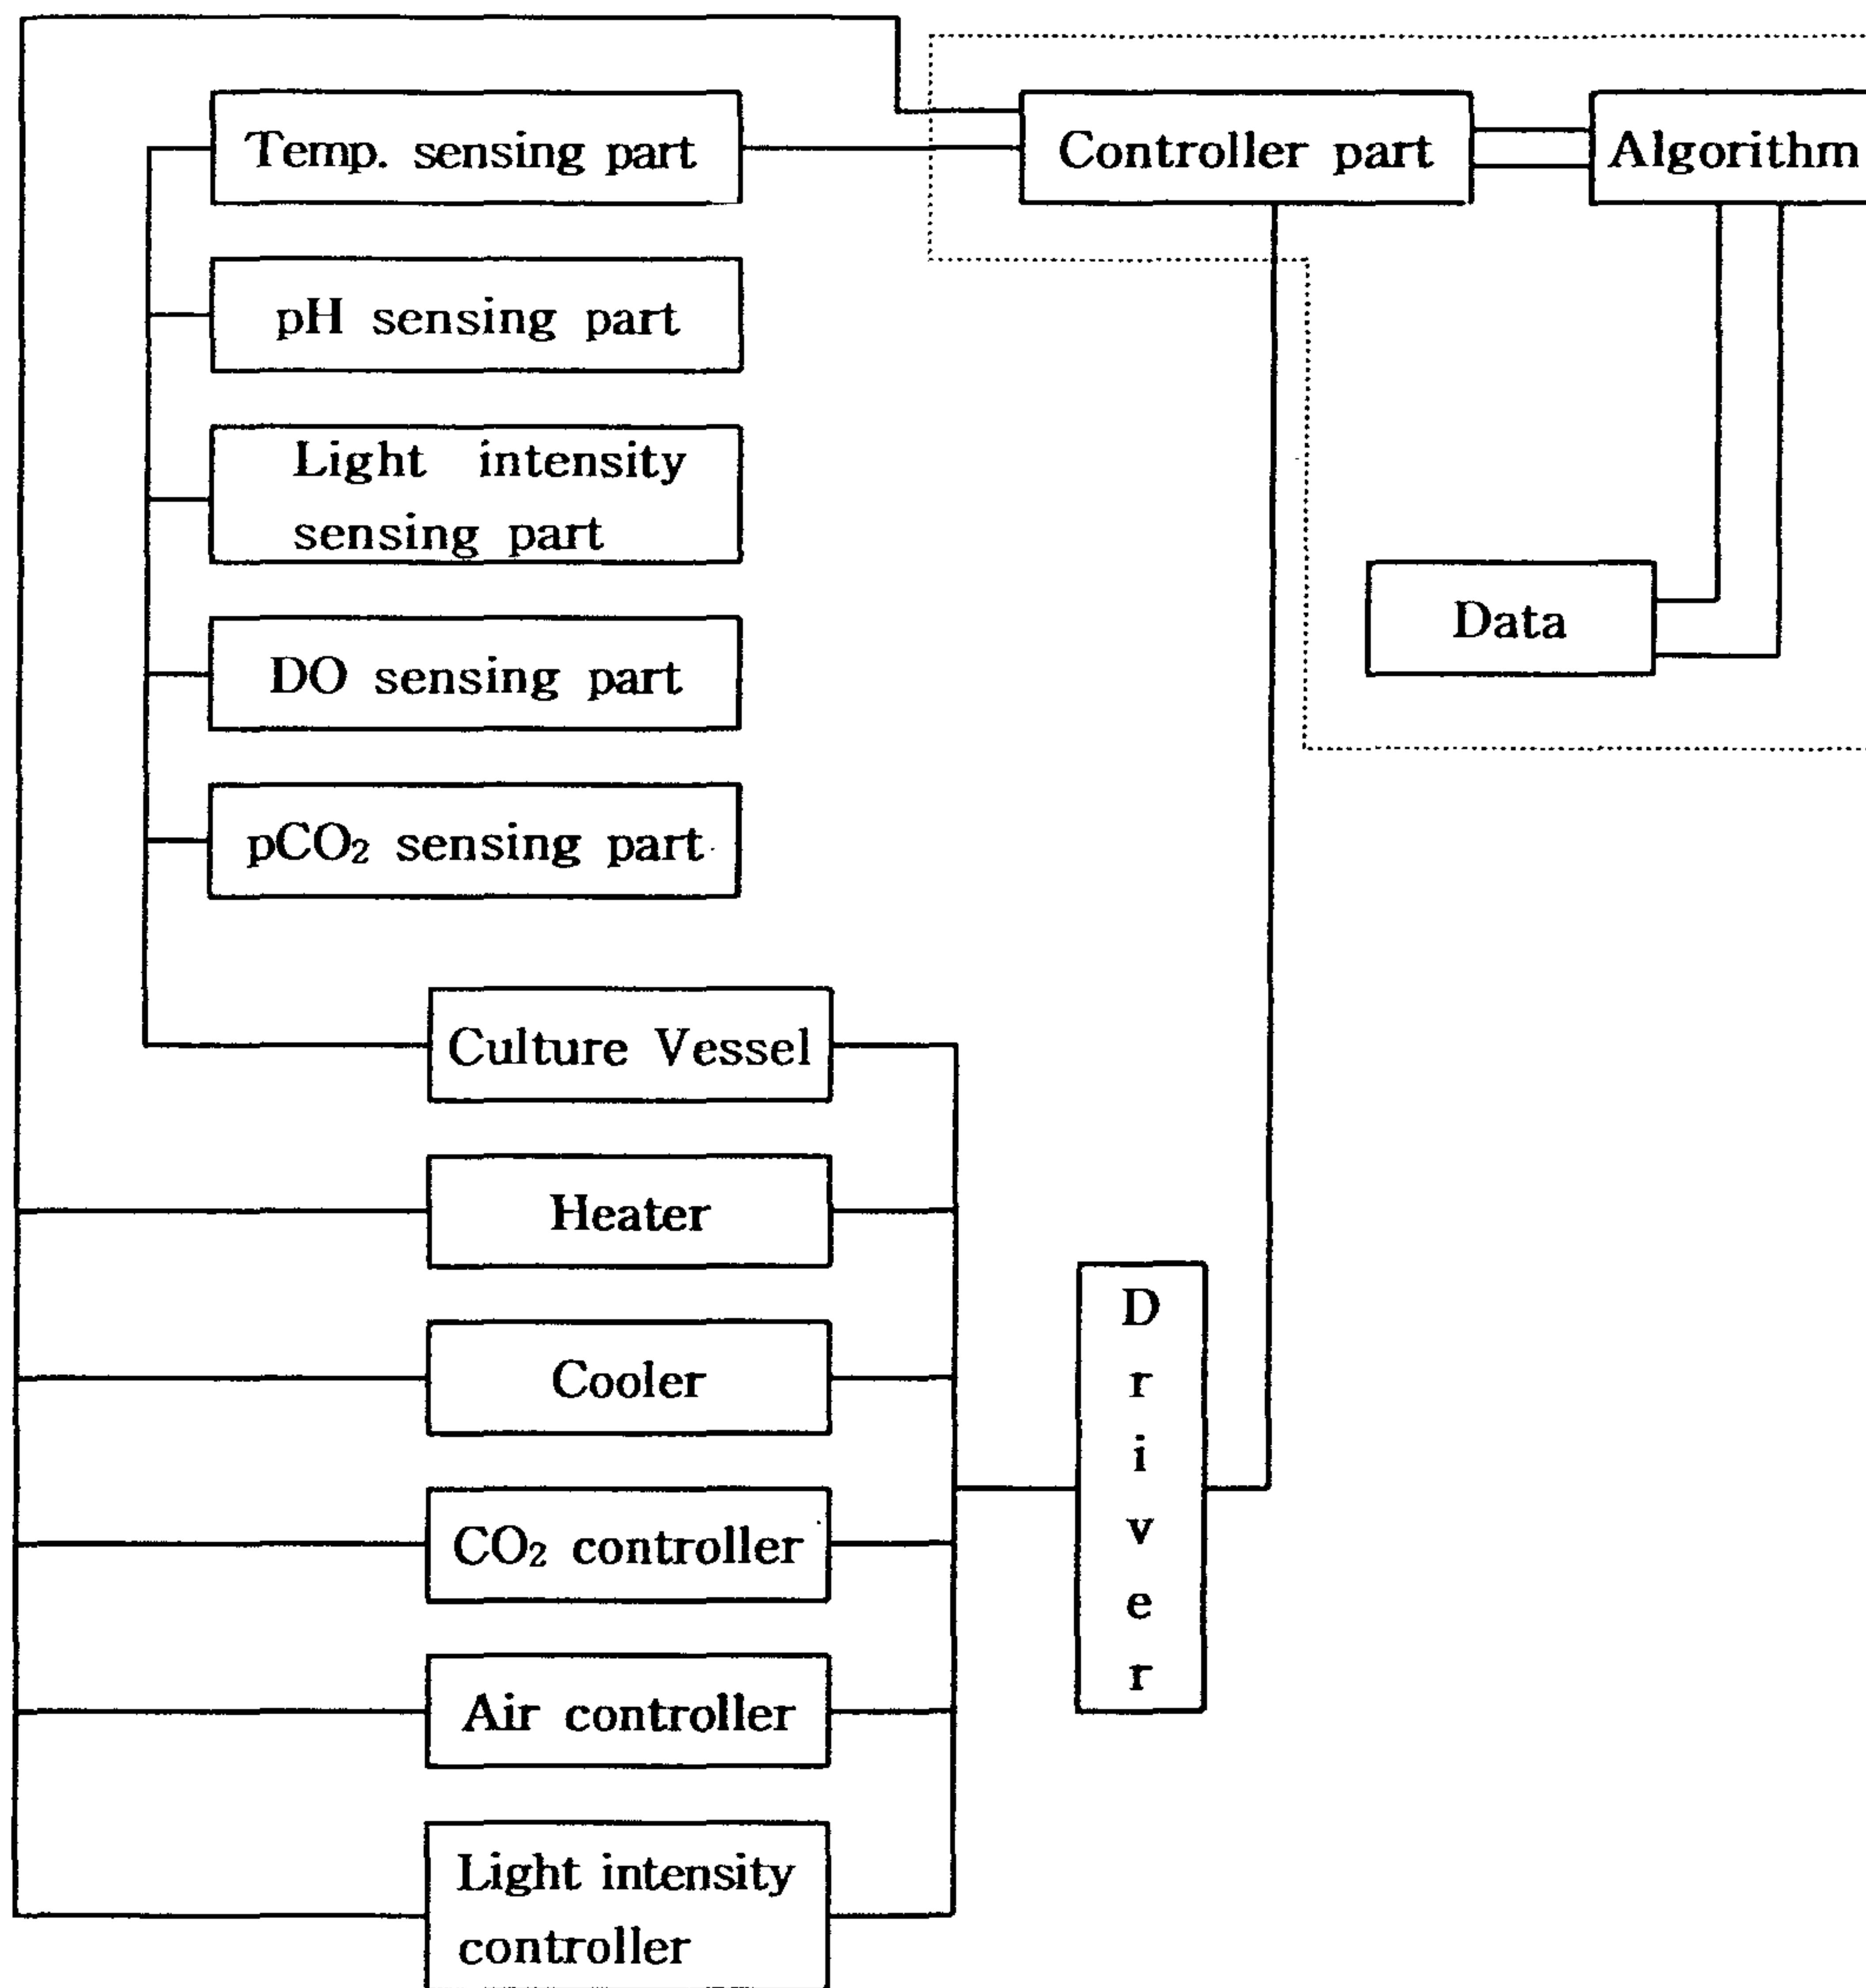 Temp. sensing part
Controller part
Algorithm
pH sensing part
Light intensity
sensing part
DO sensing part
Data
pCO₂ sensing part
Culture Vessel
Heater
Cooler
CO₂ controller
Air controller
Light intensity
controller
Driver